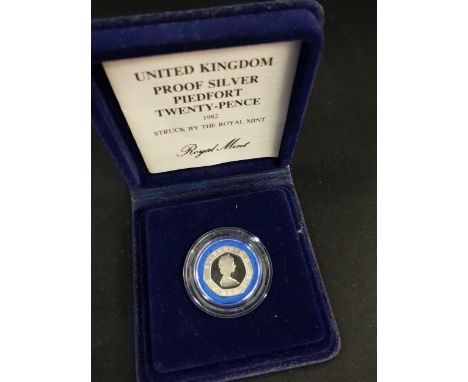 UNITED KINGDOM
PROOF SILVER
PIEDFORT
TWENTY-PENCE
1982
STRUCK BY THE ROYAL MINT
Royal Mint